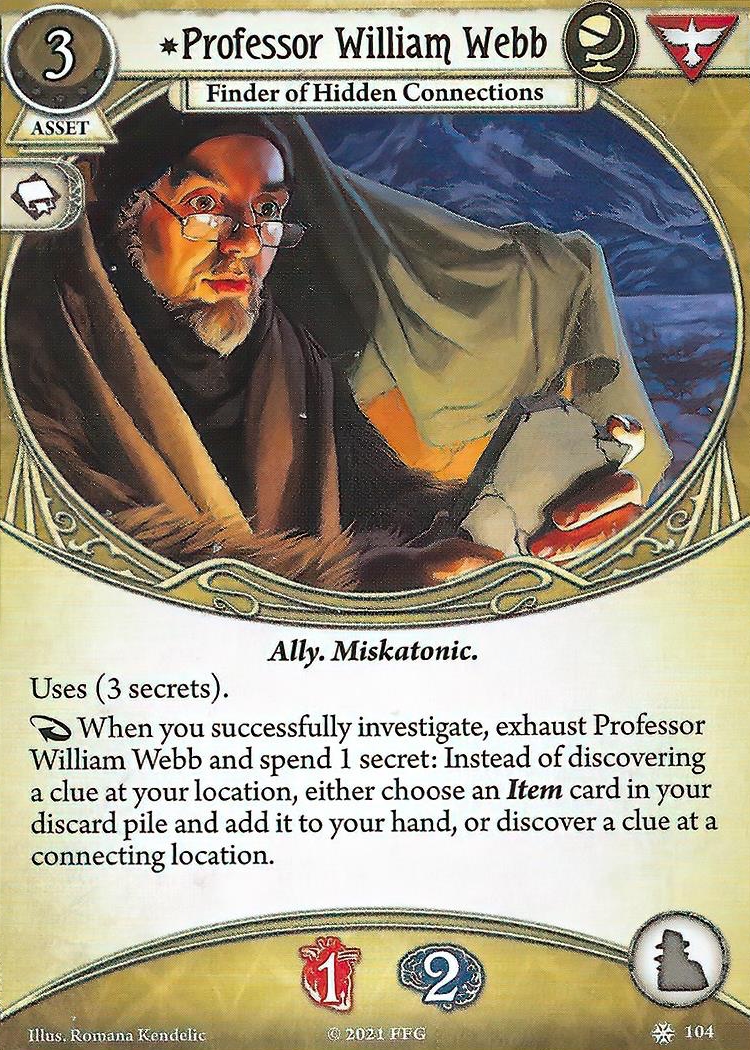 3
Professor William Webb
Finder of Hidden Connections
ASSET
Ally. Miskatonic.
Uses (3 secrets).
When you successfully investigate, exhaust Professor
William Webb and spend 1 secret: Instead of discovering
a clue at your location, either choose an Item card in your
discard pile and add it to your hand, or discover a clue at a
connecting location.
1 2
Illus. Romana Kendelic © 2021 FFG 104